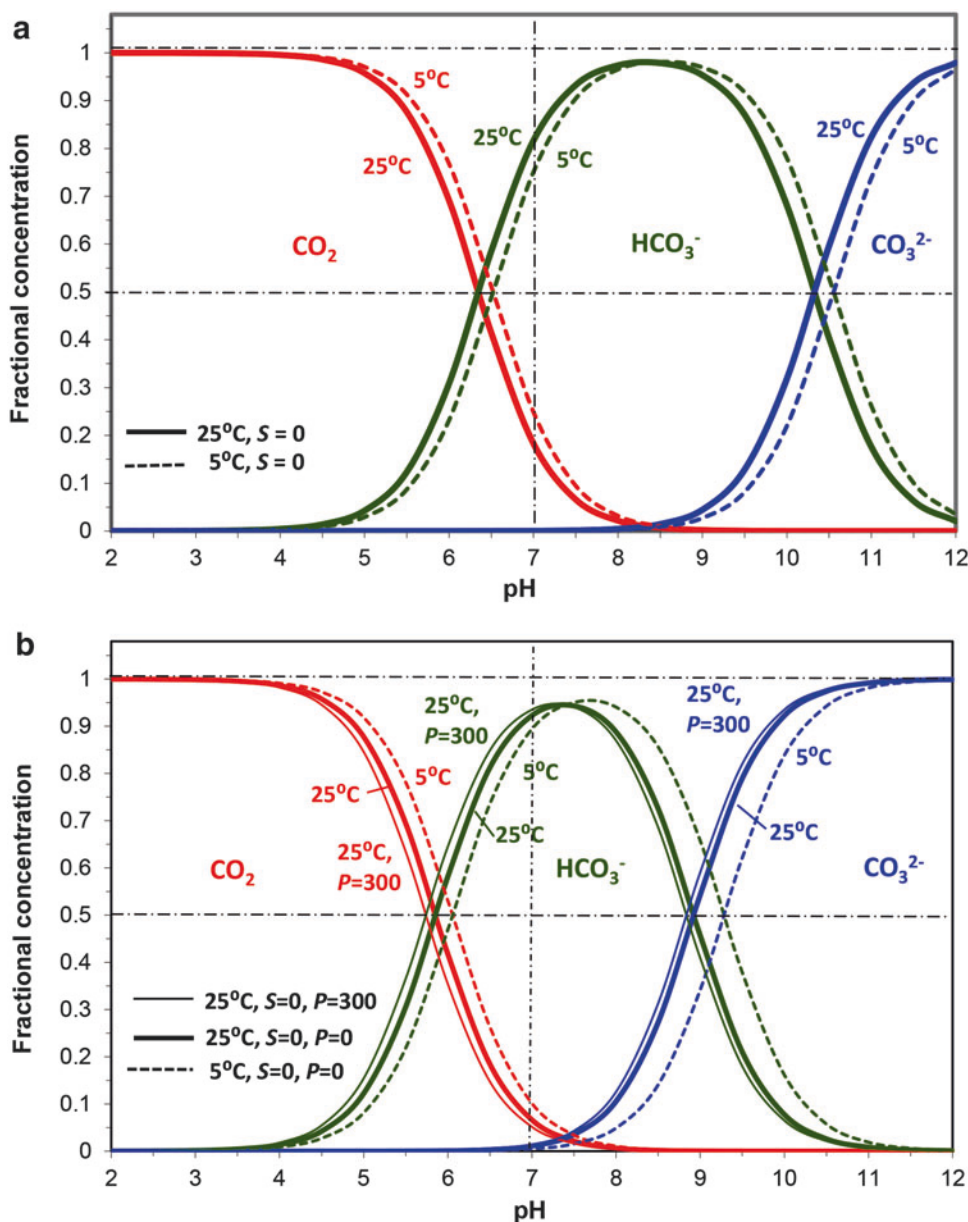 a
1
0.9
0.8
0.7
0.6
0.5
0.4
0.3
0.2
0.1
0
Fractional concentration
5°C
25°C
25°C
5°C
25°C
5°C
CO₂
HCO₃⁻
CO₃²⁻
25°C, S = 0
5°C, S = 0
2 3 4 5 6 7 8 9 10 11 12
pH
b
1
0.9
0.8
0.7
0.6
0.5
0.4
0.3
0.2
0.1
0
Fractional concentration
25°C,
P=300
25°C,
P=300
5°C
5°C
5°C
25°C
25°C
25°C
25°C,
P=300
CO₂
HCO₃⁻
CO₃²⁻
25°C, S=0, P=300
25°C, S=0, P=0
5°C, S=0, P=0
2 3 4 5 6 7 8 9 10 11 12
pH